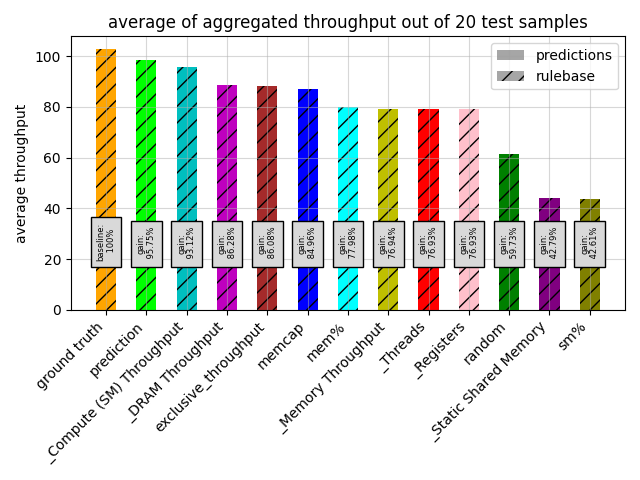 average of aggregated throughput out of 20 test samples
predictions
rulebase
average throughput
100
80
60
40
20
0
baseline:
100%
gain:
95.75%
gain:
93.12%
gain:
86.28%
gain:
86.08%
gain:
84.96%
gain:
77.98%
gain:
76.94%
gain:
76.93%
gain:
76.93%
gain:
59.73%
gain:
42.79%
gain:
42.61%
ground truth
prediction
_Compute (SM) Throughput
_DRAM Throughput
exclusive_throughput
memcap
mem%
_Memory Throughput
_Threads
_Registers
random
_Static Shared Memory
sm%